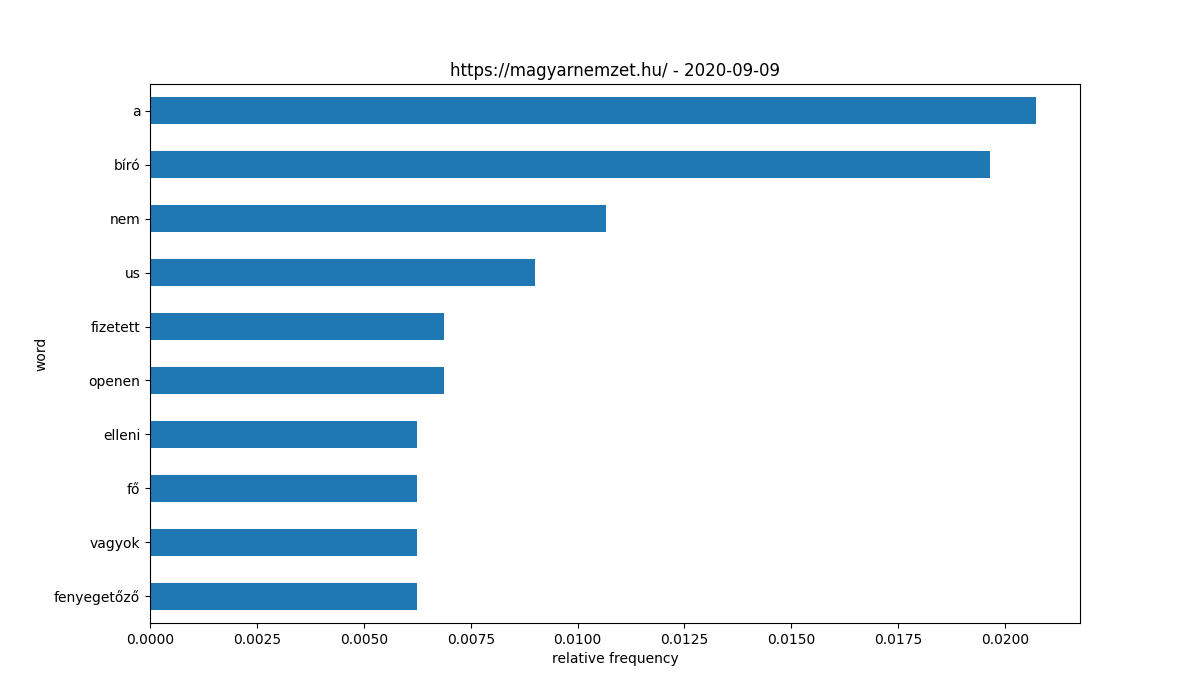 https://magyarnemzet.hu/ - 2020-09-09
a
bíró
nem
us
fizetett
openen
elleni
fő
vagyok
fenyegetőző
word
0.0000 0.0025 0.0050 0.0075 0.0100 0.0125 0.0150 0.0175 0.0200
relative frequency